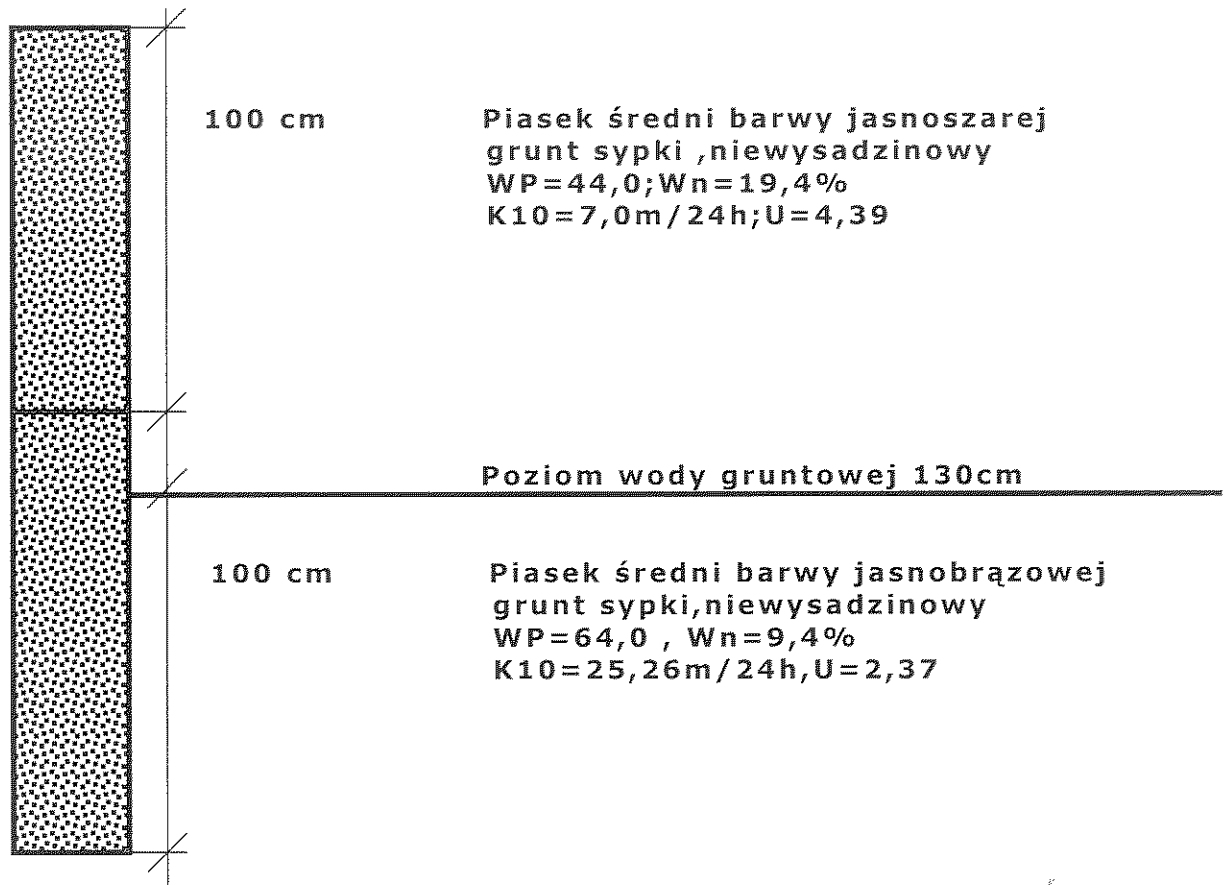 100 cm
Piasek średni barwy jasnoszarej
grunt sypki ,niewysadzinowy
WP=44,0;Wn=19,4%
K10=7,0m/24h;U=4,39
Poziom wody gruntowej 130cm
100 cm
Piasek średni barwy jasnobrązowej
grunt sypki,niewysadzinowy
WP=64,0 , Wn=9,4%
K10=25,26m/24h,U=2,37